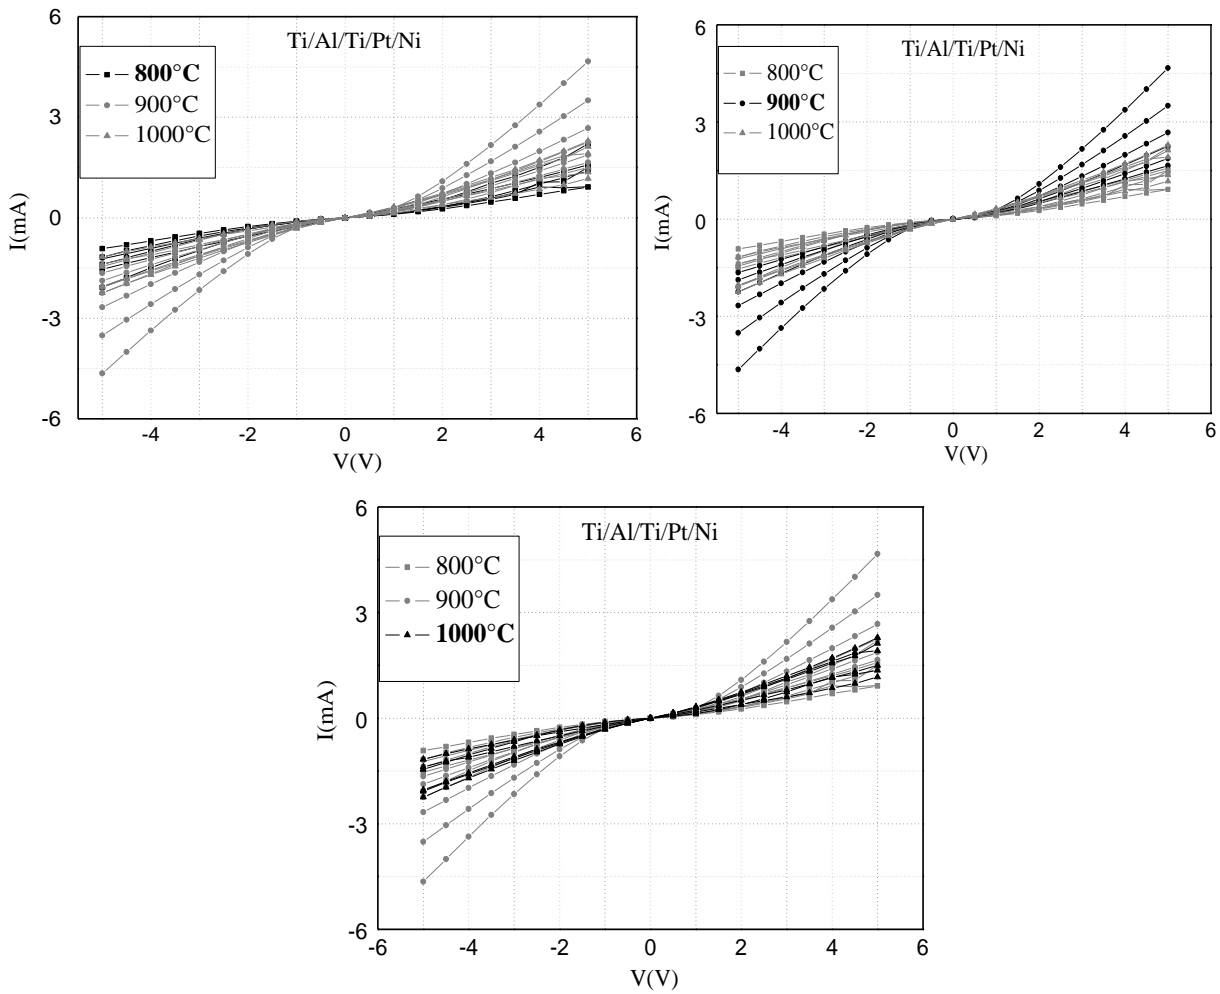 Ti/Al/Ti/Pt/Ni
800°C
900°C
1000°C
6
3
0
-3
-6
I(mA)
-4
-2
0
2
4
6
V(V)
Ti/Al/Ti/Pt/Ni
800°C
900°C
1000°C
6
3
0
-3
-6
I(mA)
-4
-2
0
2
4
6
V(V)
Ti/Al/Ti/Pt/Ni
800°C
900°C
1000°C
6
3
0
-3
-6
I(mA)
-6
-4
-2
0
2
4
6
V(V)